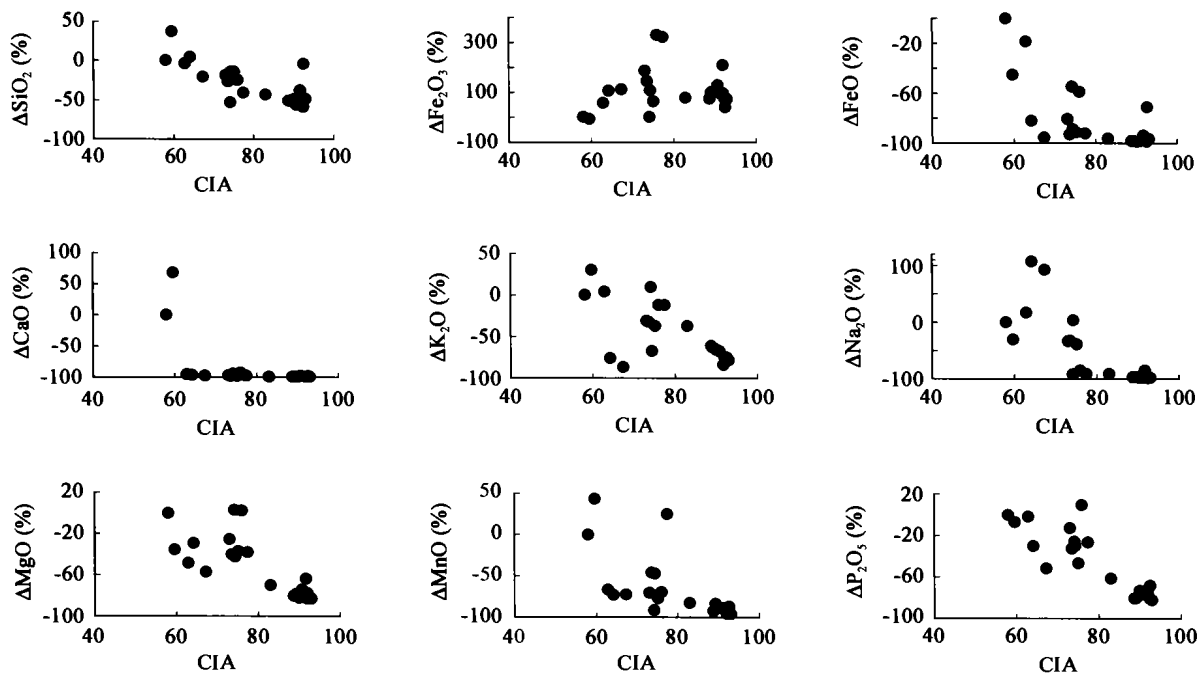 ΔSiO₂ (%)
50
0
-50
-100
40 60 80 100
CIA
ΔFe₂O₃ (%)
300
100
100
40 60 80 100
CIA
ΔFeO (%)
-20
-60
-100
40 60 80 100
CIA
ΔCaO (%)
100
50
0
-50
-100
40 60 80 100
CIA
ΔK₂O (%)
50
0
-50
-100
40 60 80 100
CIA
ΔNa₂O (%)
100
0
-100
40 60 80 100
CIA
ΔMgO (%)
20
-20
-60
-100
40 60 80 100
CIA
ΔMnO (%)
50
0
-50
-100
40 60 80 100
CIA
ΔP₂O₅ (%)
20
-20
-60
-100
40 60 80 100
CIA